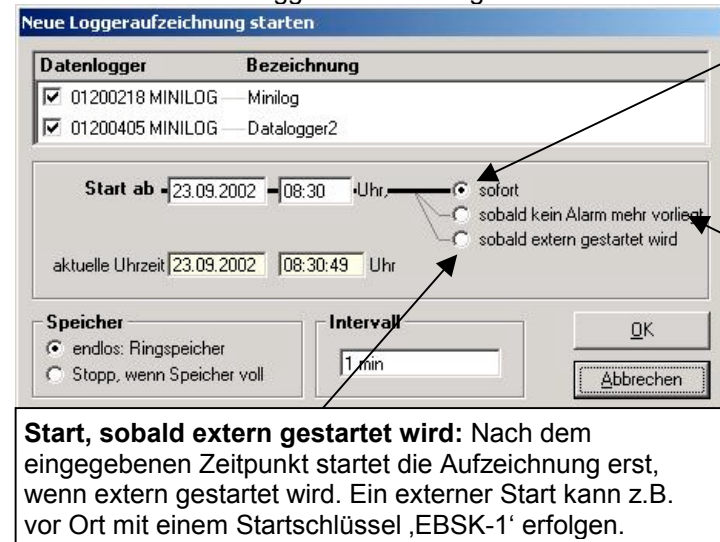 Neue Loggeraufzeichnung starten
Datenlogger Bezeichnung
01200218 MINILOG Minilog
01200405 MINILOG Datalogger2
Start ab 23.09.2002 08:30 Uhr, sofort
sobald kein Alarm mehr vorliegt
sobald extern gestartet wird
aktuelle Uhrzeit 23.09.2002 08:30:49 Uhr
Speicher
endlos: Ringspeicher
Stopp, wenn Speicher voll
Intervall
1 min
OK
Abbrechen
Start, sobald extern gestartet wird: Nach dem
eingegebenen Zeitpunkt startet die Aufzeichnung erst,
wenn extern gestartet wird. Ein externer Start kann z.B.
vor Ort mit einem Startschlüssel ‚EBSK-1‘ erfolgen.